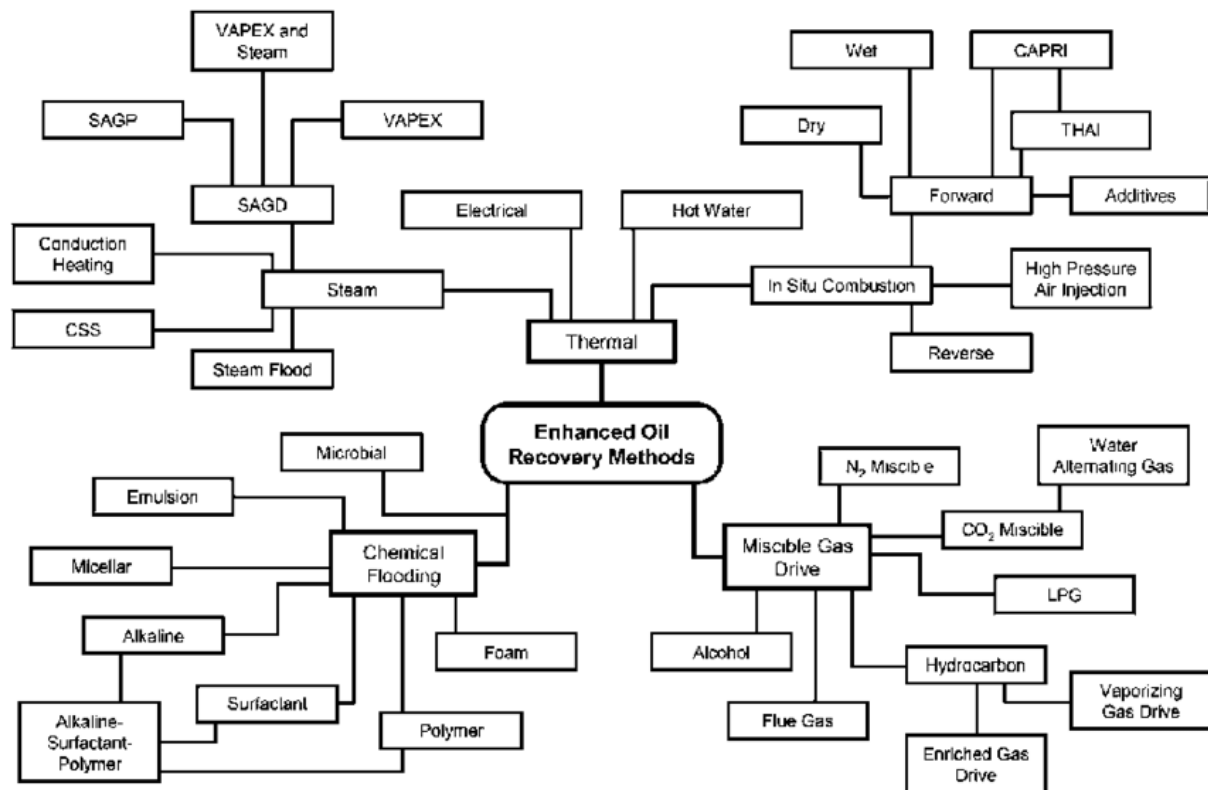 VAPEX and
Steam
SAGP
VAPEX
SAGD
Conduction
Heating
Steam
CSS
Steam Flood
Electrical
Hot Water
Thermal
Wet
CAPRI
Dry
THAI
Forward
Additives
In Situ Combustion
High Pressure
Air Injection
Reverse
Enhanced Oil
Recovery Methods
Microbial
Emulsion
Micellar
Chemical
Flooding
Alkaline
Foam
Surfactant
Polymer
Alkaline-
Surfactant-
Polymer
N₂ Miscible
Water
Alternating Gas
CO₂ Miscible
Miscible Gas
Drive
LPG
Alcohol
Hydrocarbon
Flue Gas
Vaporizing
Gas Drive
Enriched Gas
Drive